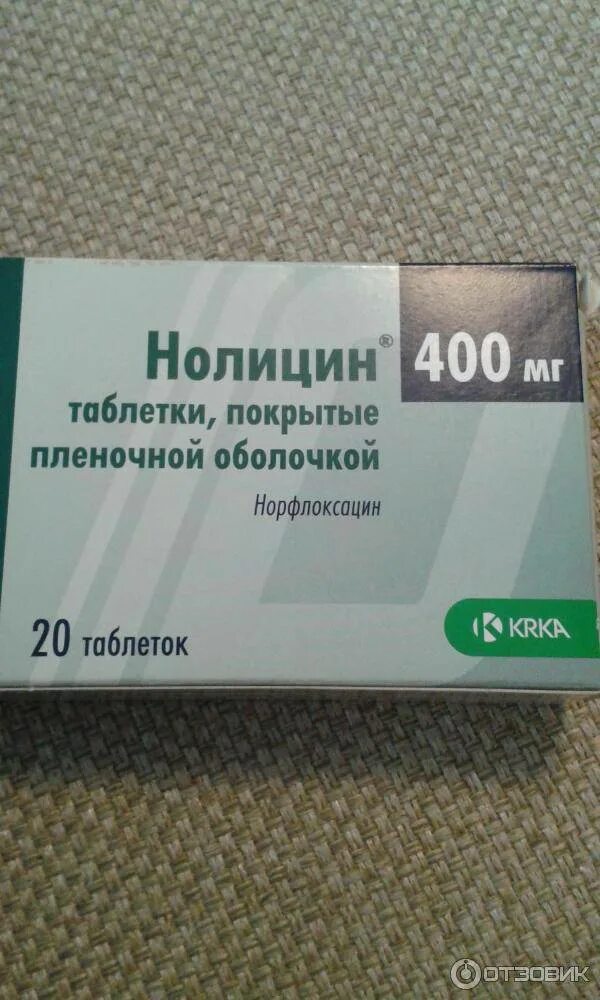 Нолицин® 400 мг
таблетки, покрытые
пленочной оболочкой
Норфлоксацин
20 таблеток
KRKA
ОТЗОВИК